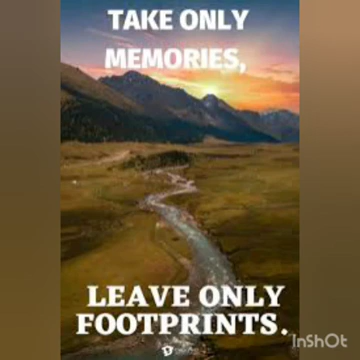 TAKE ONLY
MEMORIES,
LEAVE ONLY
FOOTPRINTS.
InShOt